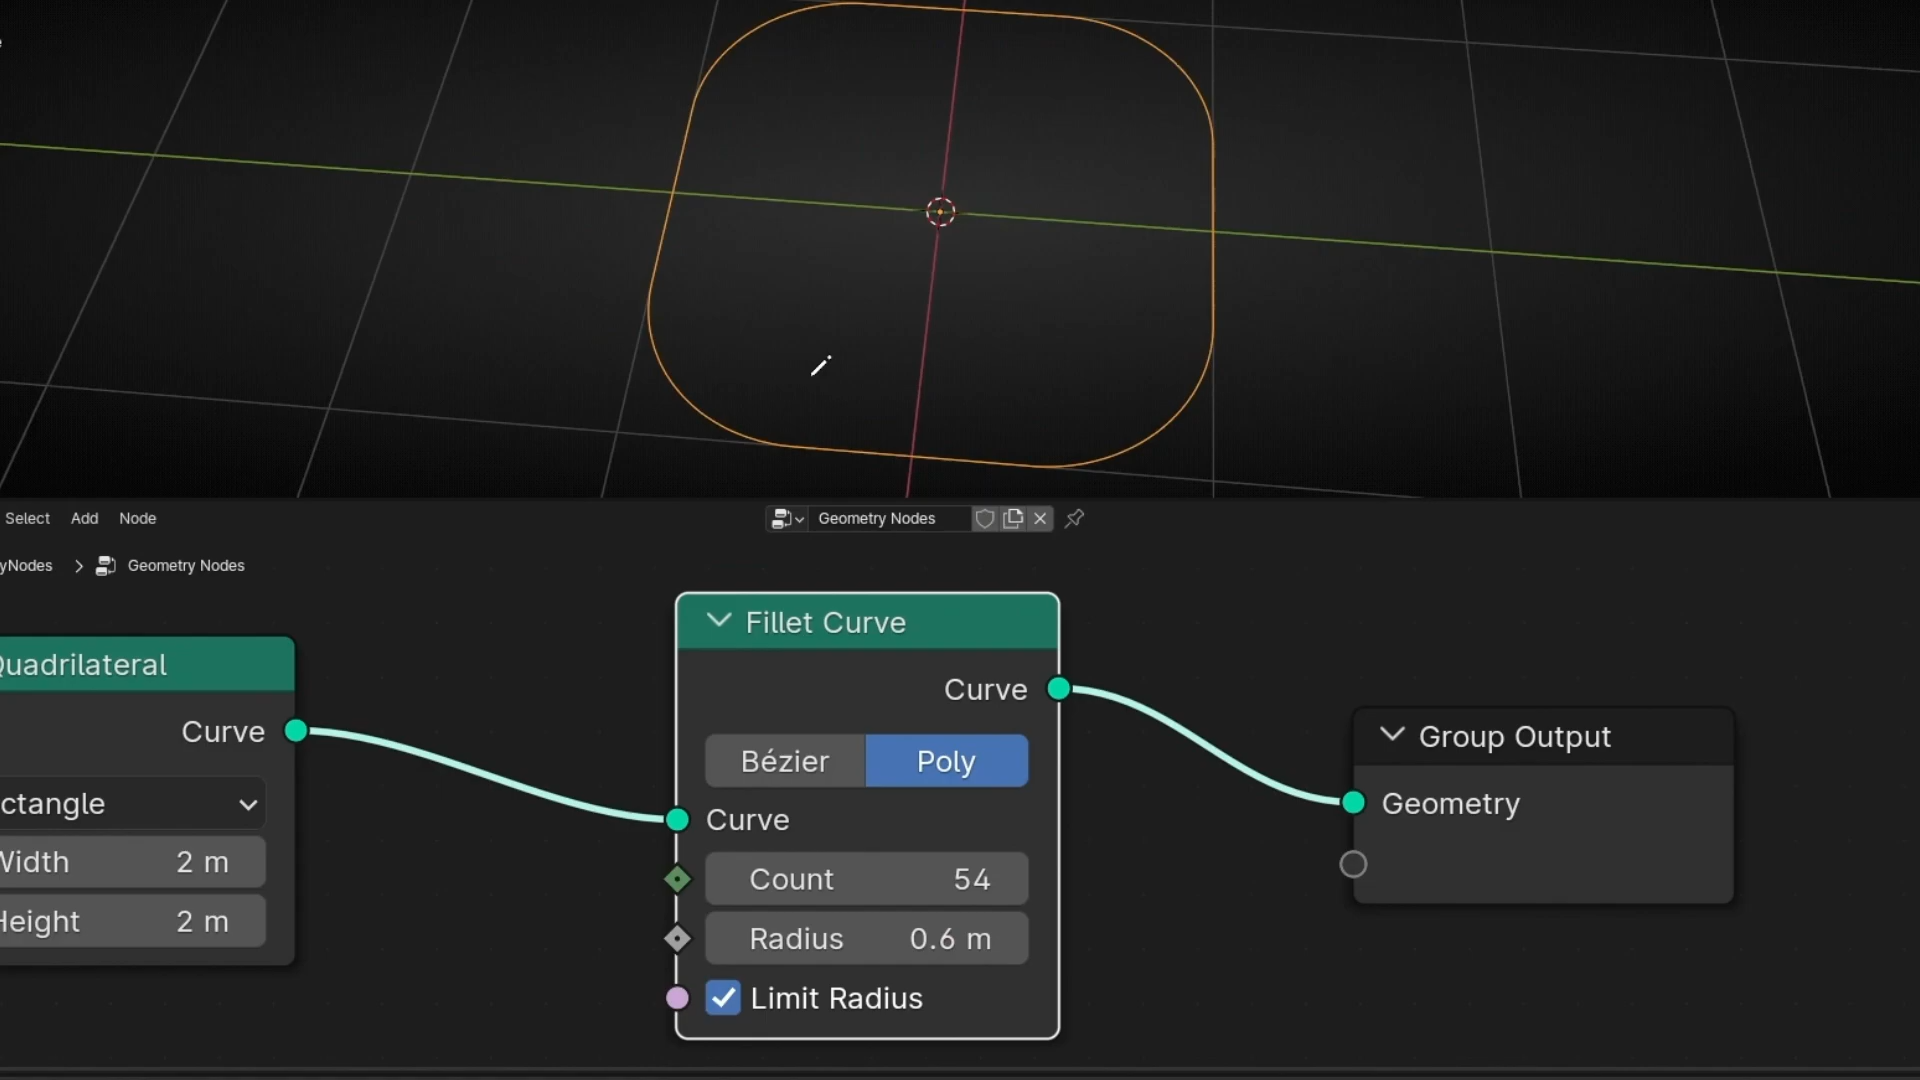 Select Add Node
Geometry Nodes
yNodes > Geometry Nodes
Quadrilateral
Curve
ctangle
Width 2 m
Height 2 m
Fillet Curve
Curve
Bézier Poly
Curve
Count 54
Radius 0.6 m
Limit Radius
Group Output
Geometry